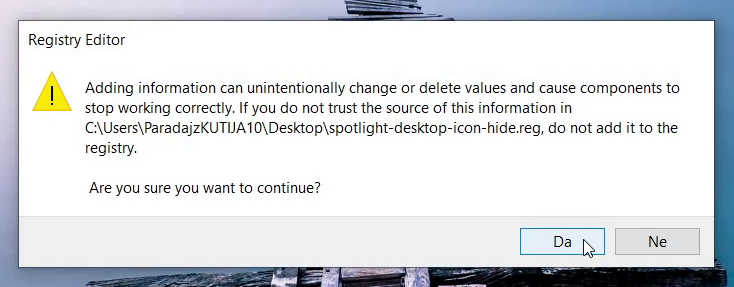 Registry Editor
Adding information can unintentionally change or delete values and cause components to
stop working correctly. If you do not trust the source of this information in
C:\Users\ParadajzKUTIJA10\Desktop\spotlight-desktop-icon-hide.reg, do not add it to the
registry.
Are you sure you want to continue?
Da
Ne